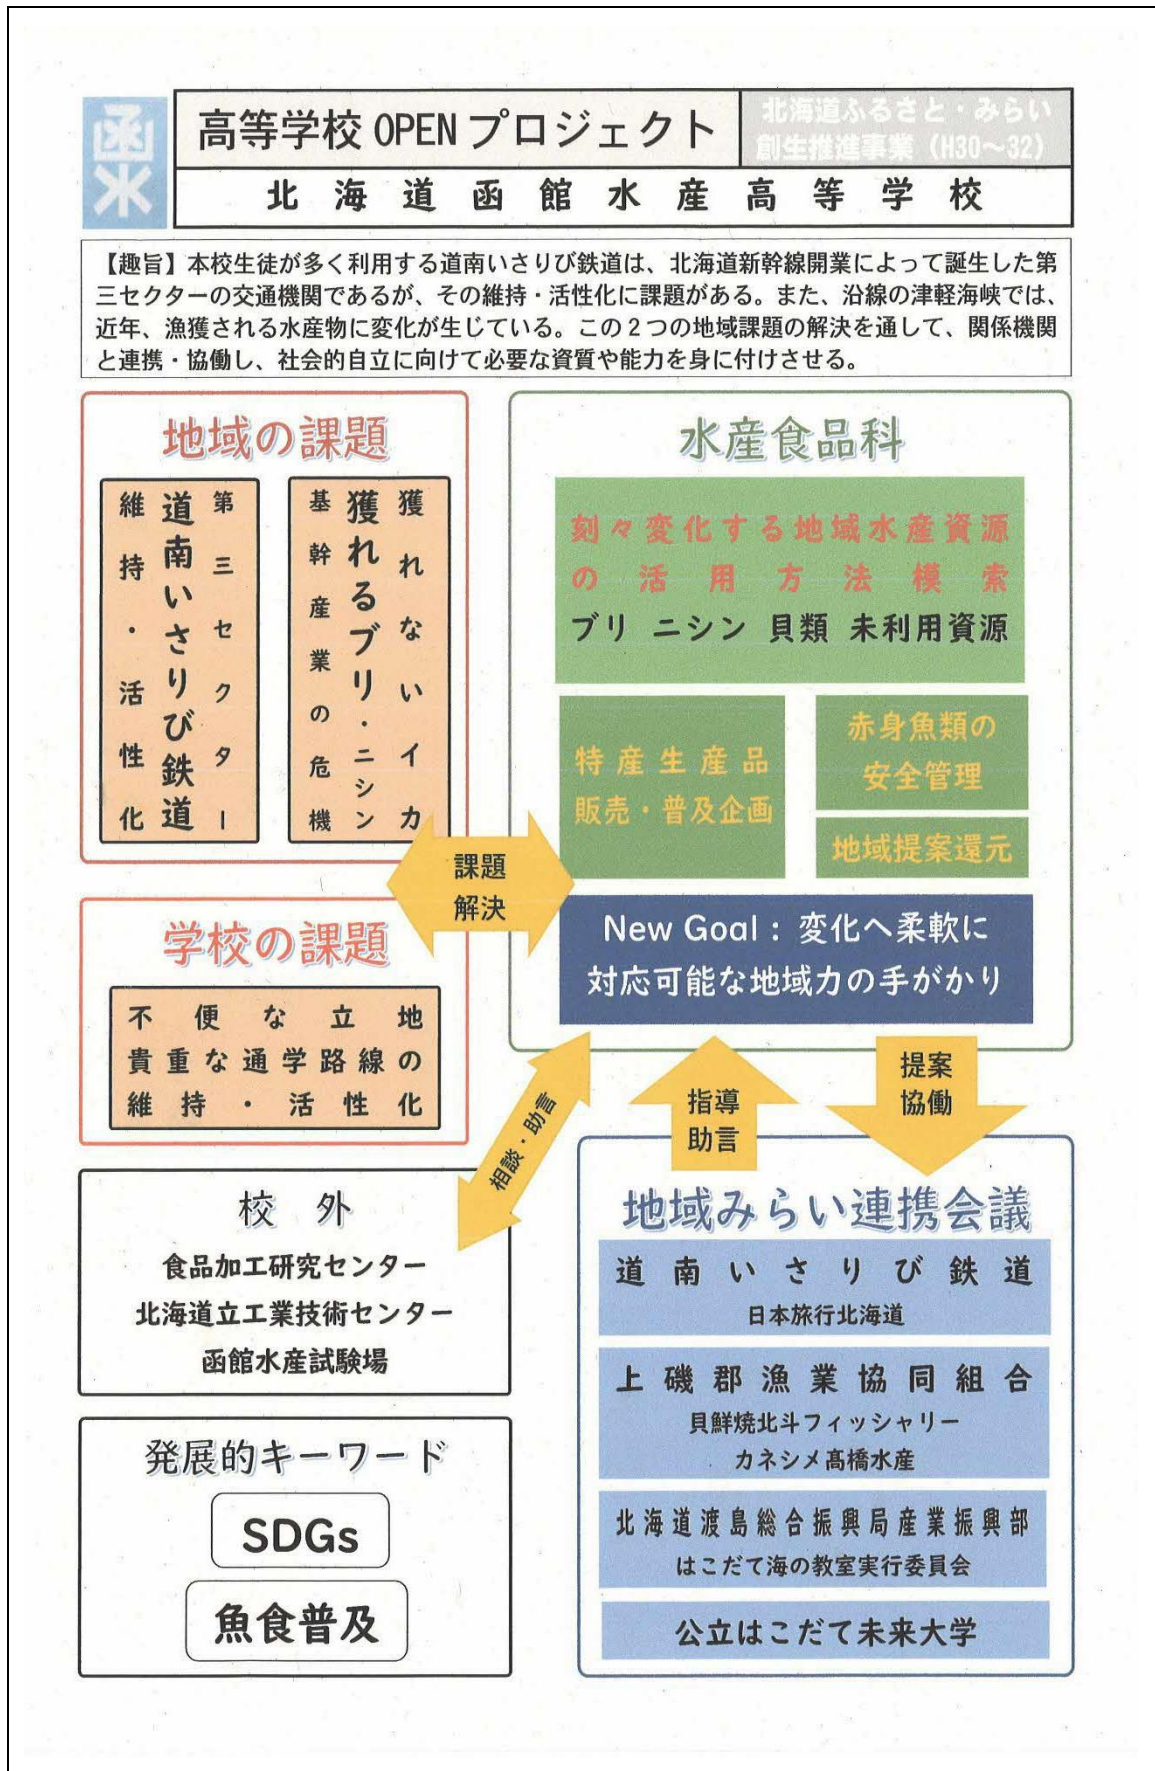 函水
高等学校 OPEN プロジェクト
北海道ふるさと・みらい
創生推進事業（H30～32）
北海道函館水産高等学校
【趣旨】本校生徒が多く利用する道南いさりび鉄道は、北海道新幹線開業によって誕生した第
三セクターの交通機関であるが、その維持・活性化に課題がある。また、沿線の津軽海峡では、
近年、漁獲される水産物に変化が生じている。この２つの地域課題の解決を通して、関係機関
と連携・協働し、社会的自立に向けて必要な資質や能力を身に付けさせる。
地域の課題
第三セクター
道南いさりび鉄道
維持・活性化
獲れないイカ
獲れるブリ・ニシン
基幹産業の危機
学校の課題
不便な立地
貴重な通学路線の
維持・活性化
課題
解決
水産食品科
刻々変化する地域水産資源
の活用方法模索
ブリ ニシン 貝類 未利用資源
特産生産品
販売・普及企画
赤身魚類の
安全管理
地域提案還元
New Goal：変化へ柔軟に
対応可能な地域力の手がかり
相談・助言
指導
助言
提案
協働
校外
食品加工研究センター
北海道立工業技術センター
函館水産試験場
発展的キーワード
SDGs
魚食普及
地域みらい連携会議
道南いさりび鉄道
日本旅行北海道
上磯郡漁業協同組合
貝鮮焼北斗フィッシャリー
カネシメ髙橋水産
北海道渡島総合振興局産業振興部
はこだて海の教室実行委員会
公立はこだて未来大学